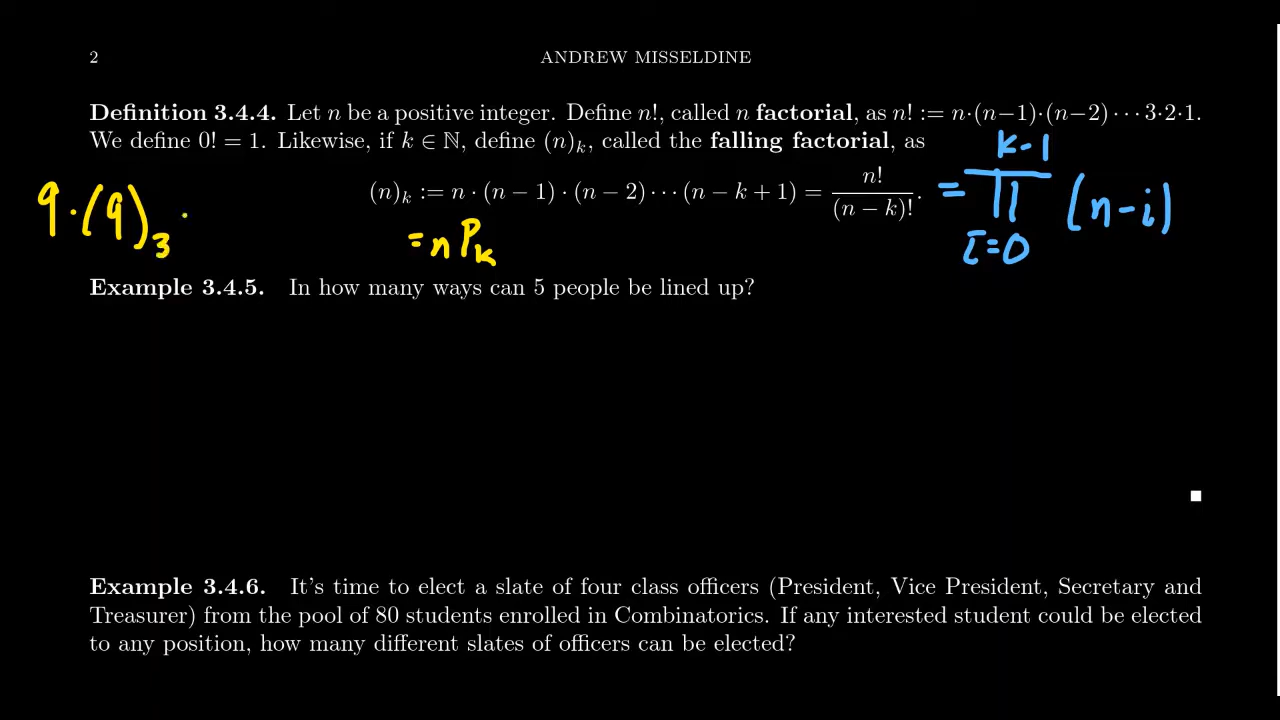 2 ANDREW MISSELDINE
Definition 3.4.4. Let n be a positive integer. Define n!, called n factorial, as n! := n·(n−1)·(n−2)···3·2·1.
We define 0! = 1. Likewise, if k ∈ ℕ, define (n)ₖ, called the falling factorial, as
(n)ₖ := n · (n − 1) · (n − 2) ··· (n − k + 1) = n!/(n − k)!. = ∏_{i=0}^{k-1} (n-i)
9·(9)₃·
= nPₖ
Example 3.4.5. In how many ways can 5 people be lined up?
Example 3.4.6. It's time to elect a slate of four class officers (President, Vice President, Secretary and
Treasurer) from the pool of 80 students enrolled in Combinatorics. If any interested student could be elected
to any position, how many different slates of officers can be elected?